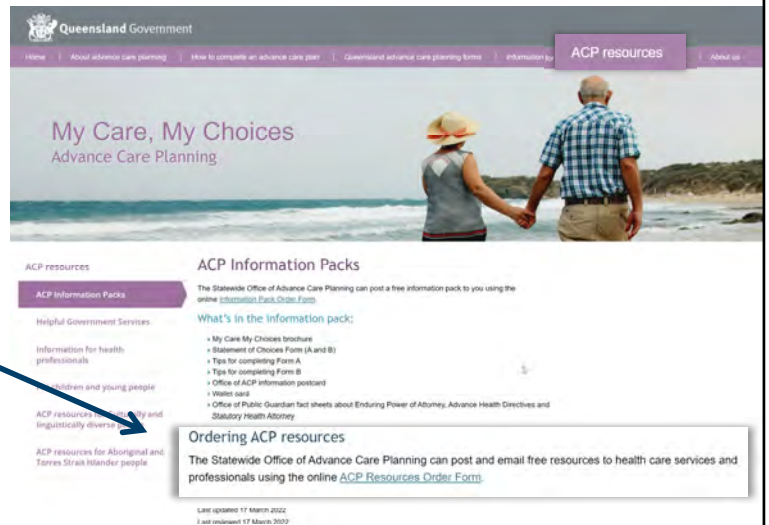 Queensland Government
Home
About advance care planning
How to complete an advance care plan
Queensland advance care planning forms
Information
ACP resources
About us
My Care, My Choices
Advance Care Planning
ACP resources
ACP Information Packs
Helpful Government Services
Information for health
professionals
children and young people
ACP resources
linguistically diverse
ACP resources for Aboriginal and
Torres Strait Islander people
ACP Information Packs
The Statewide Office of Advance Care Planning can post a free information pack to you using the
online Information Pack Order Form.
What's in the information pack:
» My Care My Choices brochure
» Statement of Choices Form (A and B)
» Tips for completing Form A
» Tips for completing Form B
» Office of ACP information postcard
» Wallet card
» Office of Public Guardian fact sheets about Enduring Power of Attorney, Advance Health Directives and
Statutory Health Attorney
Ordering ACP resources
The Statewide Office of Advance Care Planning can post and email free resources to health care services and
professionals using the online ACP Resources Order Form.
Last updated 17 March 2022
Last reviewed 17 March 2022